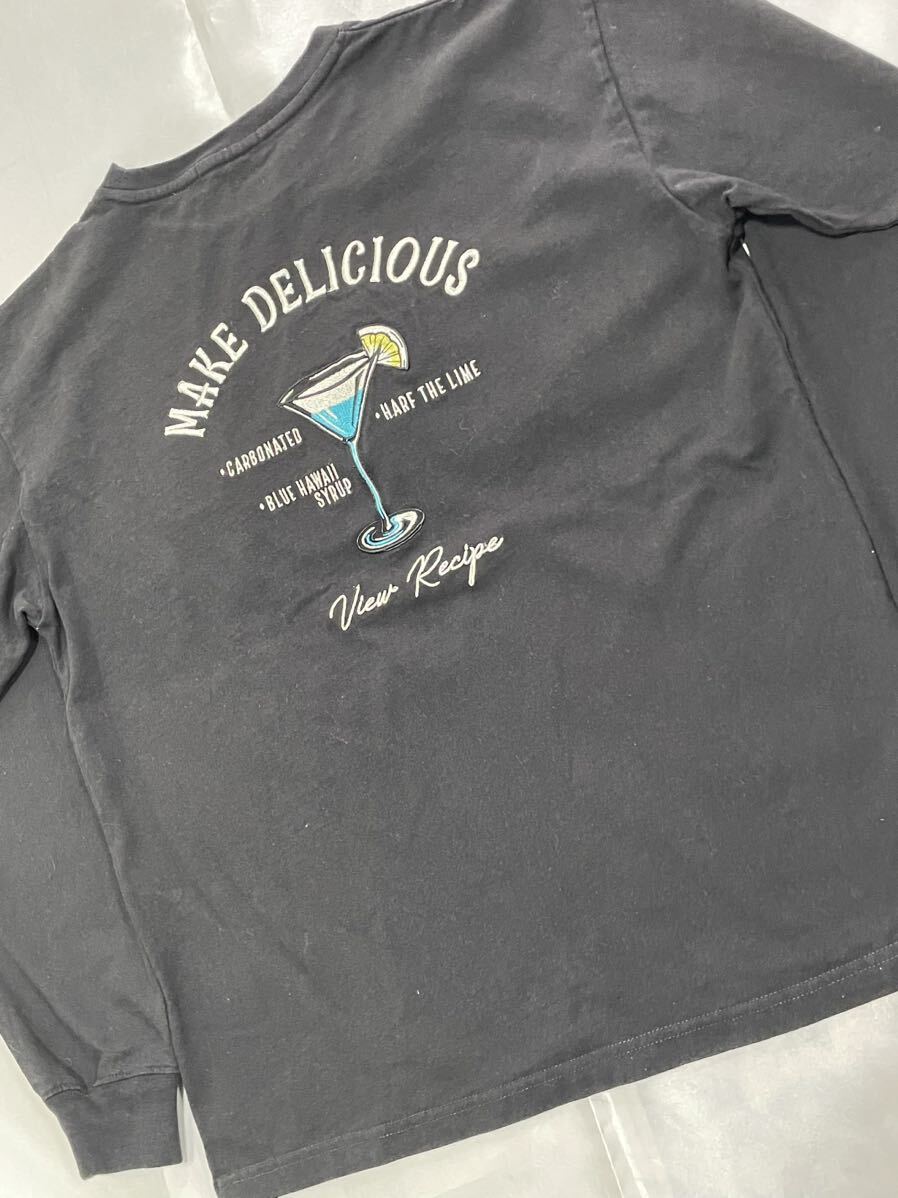 MAKE DELICIOUS
•HARF THE LIME
•CARBONATED
•BLUE HAWAII
SYRUP
View Recipe